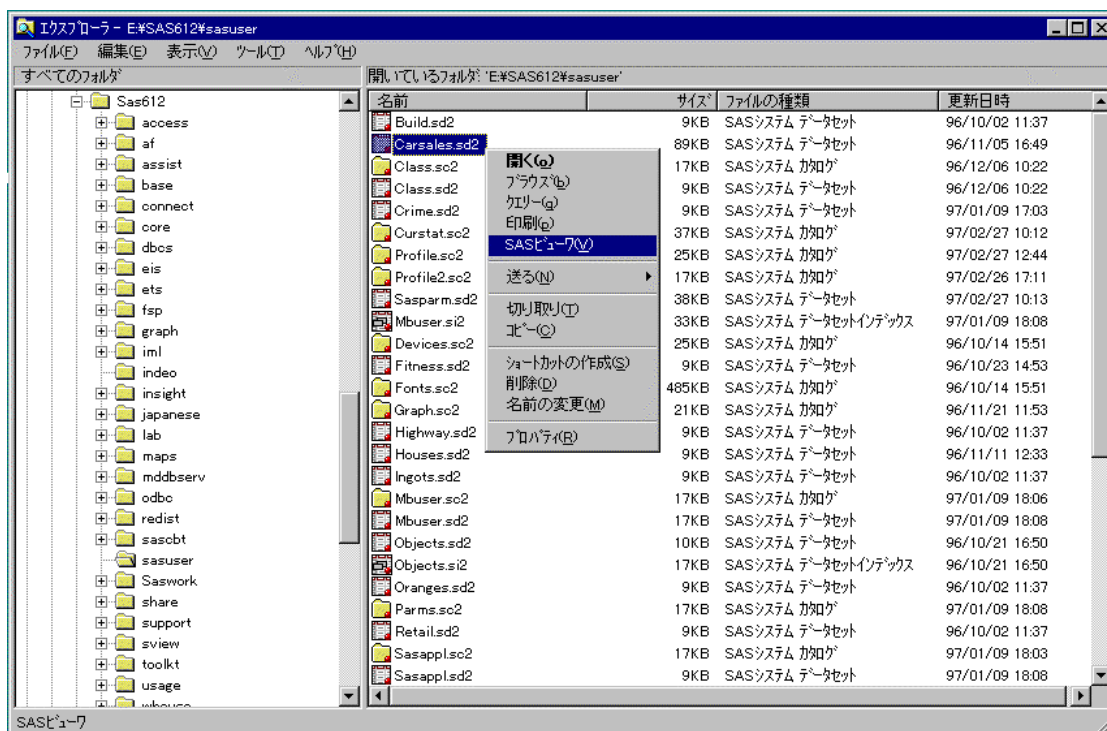 エクスプローラ - E:¥SAS612¥sasuser
ファイル(F) 編集(E) 表示(V) ツール(T) ヘルプ(H)
すべてのフォルダ
開いているフォルダ: 'E:¥SAS612¥sasuser'
Sas612
access
af
assist
base
connect
core
dbcs
eis
ets
fsp
graph
iml
indeo
insight
japanese
lab
maps
mddbserv
odbc
redist
sascbt
sasuser
Saswork
share
support
sview
toolkt
usage
whouse
名前 サイズ ファイルの種類 更新日時
Build.sd2 9KB SASシステム データセット 96/10/02 11:37
Carsales.sd2 89KB SASシステム データセット 96/11/05 16:49
Class.sc2 17KB SASシステム カタログ 96/12/06 10:22
Class.sd2 9KB SASシステム データセット 96/12/06 10:22
Crime.sd2 9KB SASシステム データセット 97/01/09 17:03
Curstat.sc2 37KB SASシステム カタログ 97/02/27 10:12
Profile.sc2 25KB SASシステム カタログ 97/02/27 12:44
Profile2.sc2 17KB SASシステム カタログ 97/02/26 17:11
Sasparm.sd2 38KB SASシステム データセット 97/02/27 10:13
Mbuser.si2 33KB SASシステム データセットインデックス 97/01/09 18:08
Devices.sc2 25KB SASシステム カタログ 96/10/14 15:51
Fitness.sd2 9KB SASシステム データセット 96/10/23 14:53
Fonts.sc2 485KB SASシステム カタログ 96/10/14 15:51
Graph.sc2 21KB SASシステム カタログ 96/11/21 11:53
Highway.sd2 9KB SASシステム データセット 96/10/02 11:37
Houses.sd2 9KB SASシステム データセット 96/11/11 12:33
Ingots.sd2 9KB SASシステム データセット 96/10/02 11:37
Mbuser.sc2 17KB SASシステム カタログ 97/01/09 18:06
Mbuser.sd2 17KB SASシステム データセット 97/01/09 18:08
Objects.sd2 10KB SASシステム データセット 96/10/21 16:50
Objects.si2 17KB SASシステム データセットインデックス 96/10/21 16:50
Oranges.sd2 9KB SASシステム データセット 96/10/02 11:37
Parms.sc2 17KB SASシステム カタログ 97/01/09 18:08
Retail.sd2 9KB SASシステム データセット 96/10/02 11:37
Sasappl.sc2 17KB SASシステム カタログ 97/01/09 18:03
Sasappl.sd2 9KB SASシステム データセット 97/01/09 18:08
開く(o)
ブラウズ(b)
クエリー(q)
印刷(p)
SASビューワ(V)
送る(N)
切り取り(T)
コピー(C)
ショートカットの作成(S)
削除(D)
名前の変更(M)
プロパティ(R)
SASビューワ